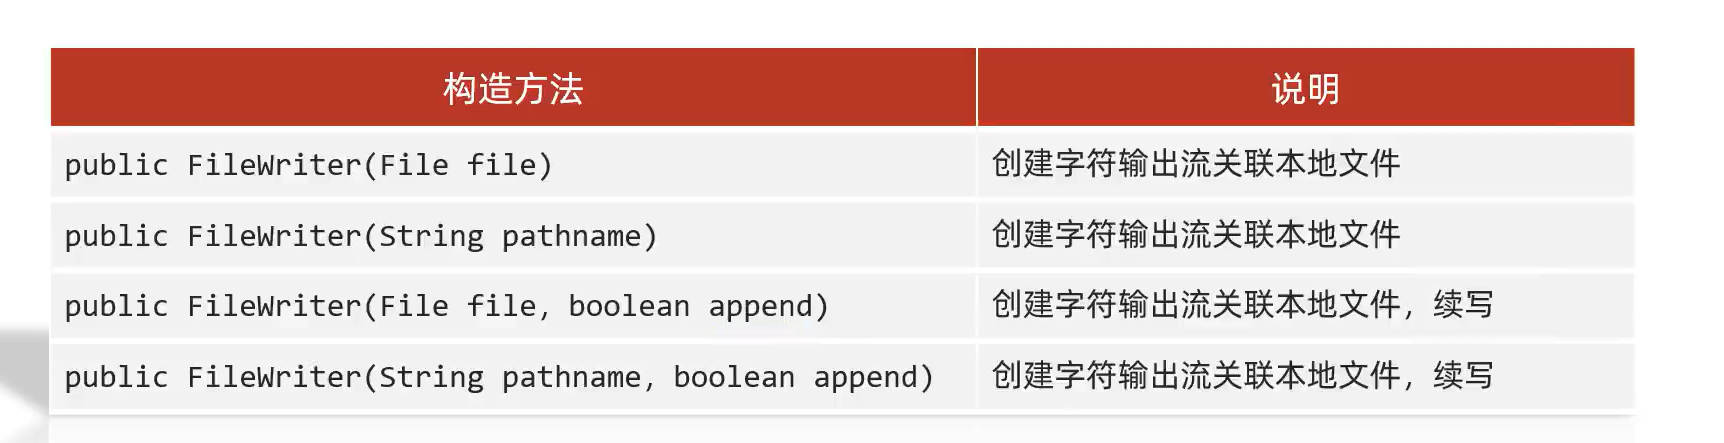 构造方法 说明
public FileWriter(File file) 创建字符输出流关联本地文件
public FileWriter(String pathname) 创建字符输出流关联本地文件
public FileWriter(File file, boolean append) 创建字符输出流关联本地文件，续写
public FileWriter(String pathname, boolean append) 创建字符输出流关联本地文件，续写